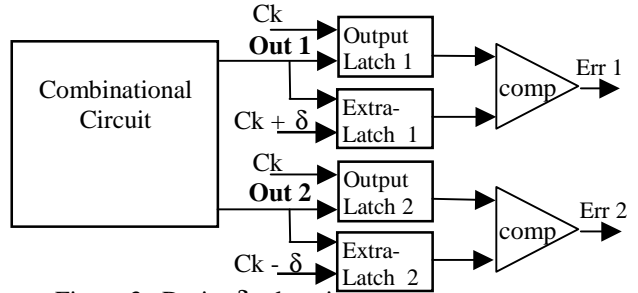 Combinational
Circuit
Ck
Out 1
Output
Latch 1
Ck + δ
Extra-
Latch 1
comp
Err 1
Ck
Out 2
Output
Latch 2
Ck - δ
Extra-
Latch 2
comp
Err 2